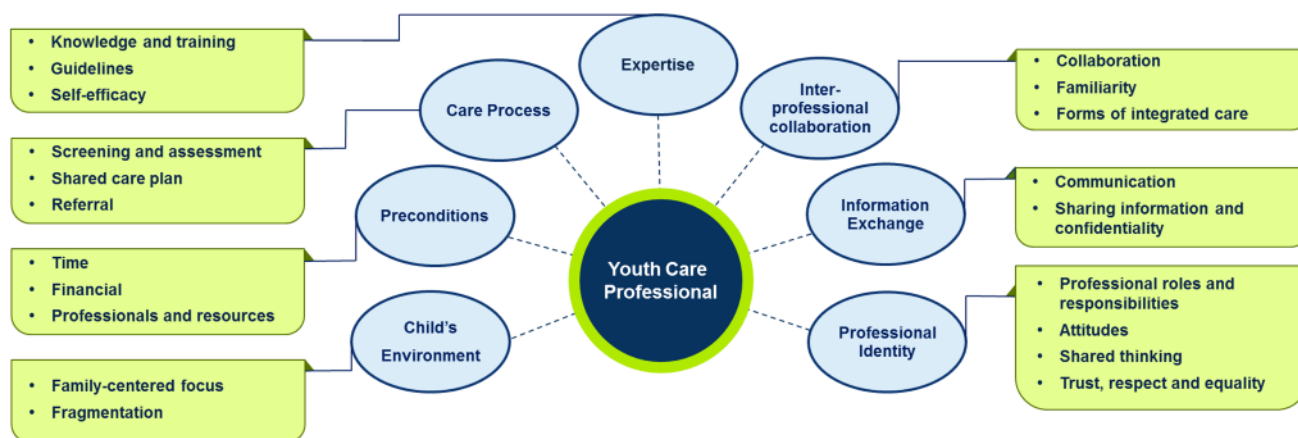 • Knowledge and training
• Guidelines
• Self-efficacy
Expertise
Inter-
professional
collaboration
• Collaboration
• Familiarity
• Forms of integrated care
Care Process
• Screening and assessment
• Shared care plan
• Referral
Preconditions
Information
Exchange
• Communication
• Sharing information and
confidentiality
• Time
• Financial
• Professionals and resources
Youth Care
Professional
Child's
Environment
Professional
Identity
• Professional roles and
responsibilities
• Attitudes
• Shared thinking
• Trust, respect and equality
• Family-centered focus
• Fragmentation